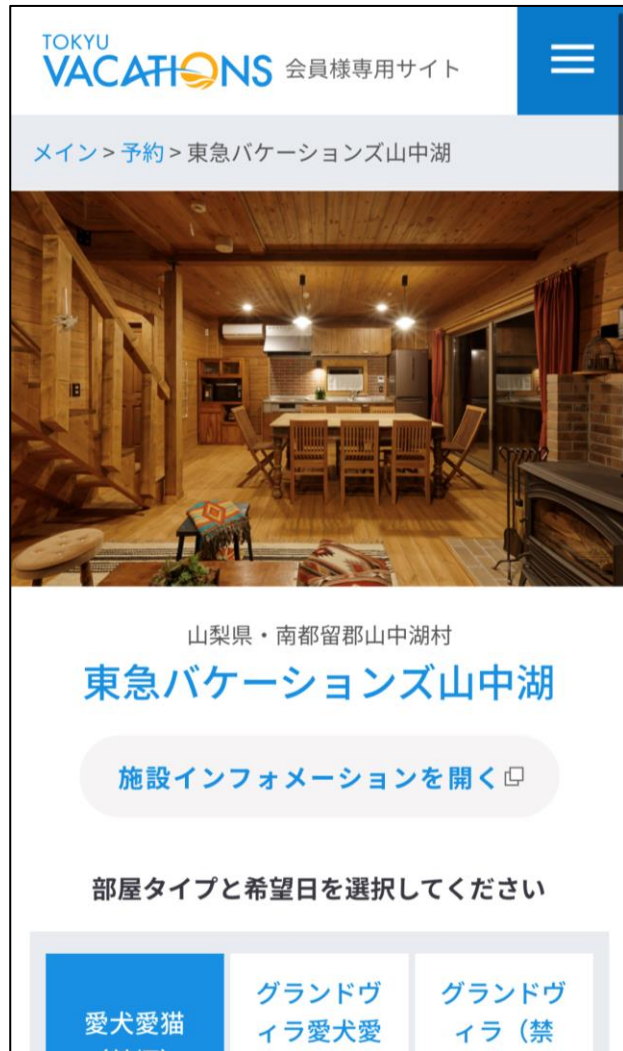 TOKYU
VACATIONS 会員様専用サイト
メイン > 予約 > 東急バケーションズ山中湖
山梨県・南都留郡山中湖村
東急バケーションズ山中湖
施設インフォメーションを開く
部屋タイプと希望日を選択してください
愛犬愛猫
グランドヴ
ィラ愛犬愛
グランドヴ
ィラ（禁